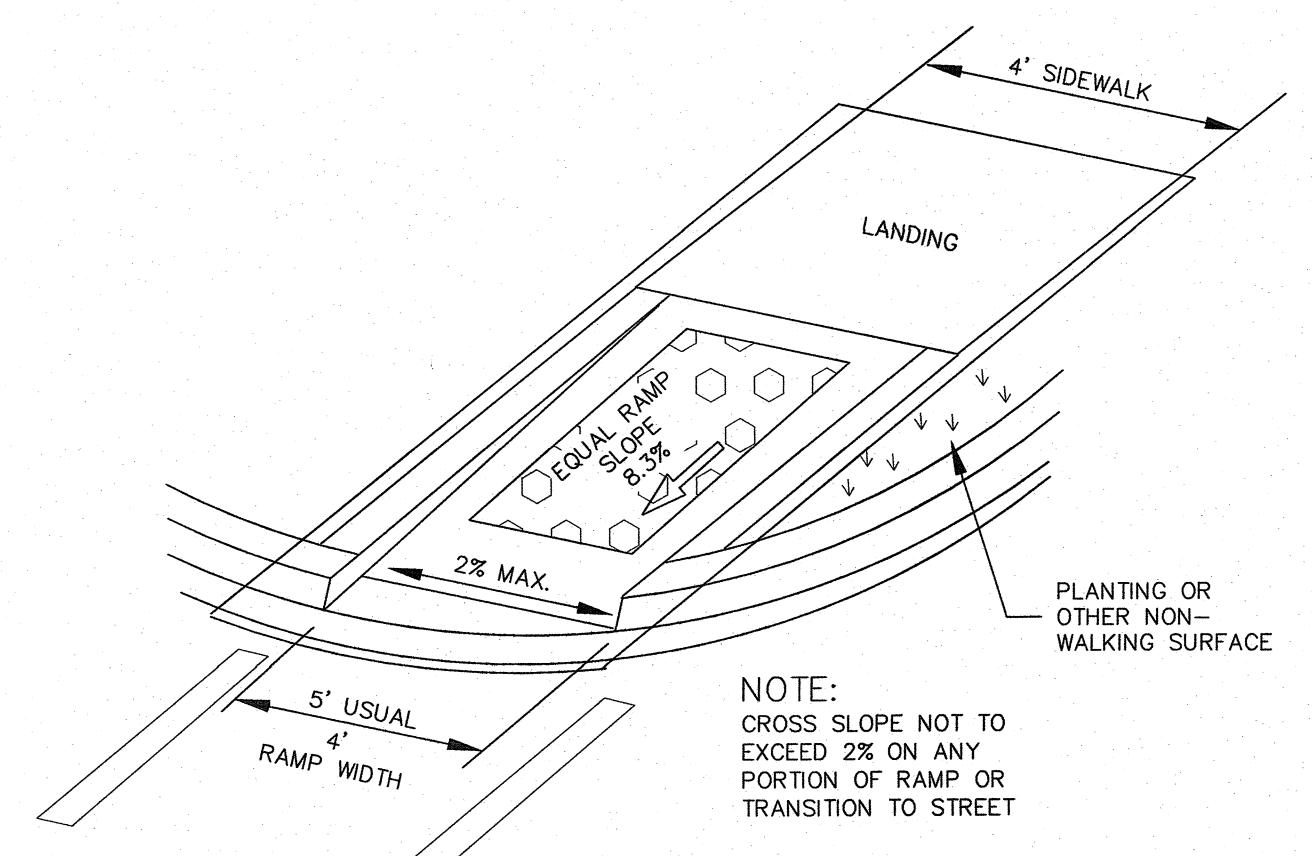 4' SIDEWALK
LANDING
EQUAL RAMP
SLOPE
8.3%
2% MAX.
PLANTING OR
OTHER NON-
WALKING SURFACE
5' USUAL
4'
RAMP WIDTH
NOTE:
CROSS SLOPE NOT TO
EXCEED 2% ON ANY
PORTION OF RAMP OR
TRANSITION TO STREET